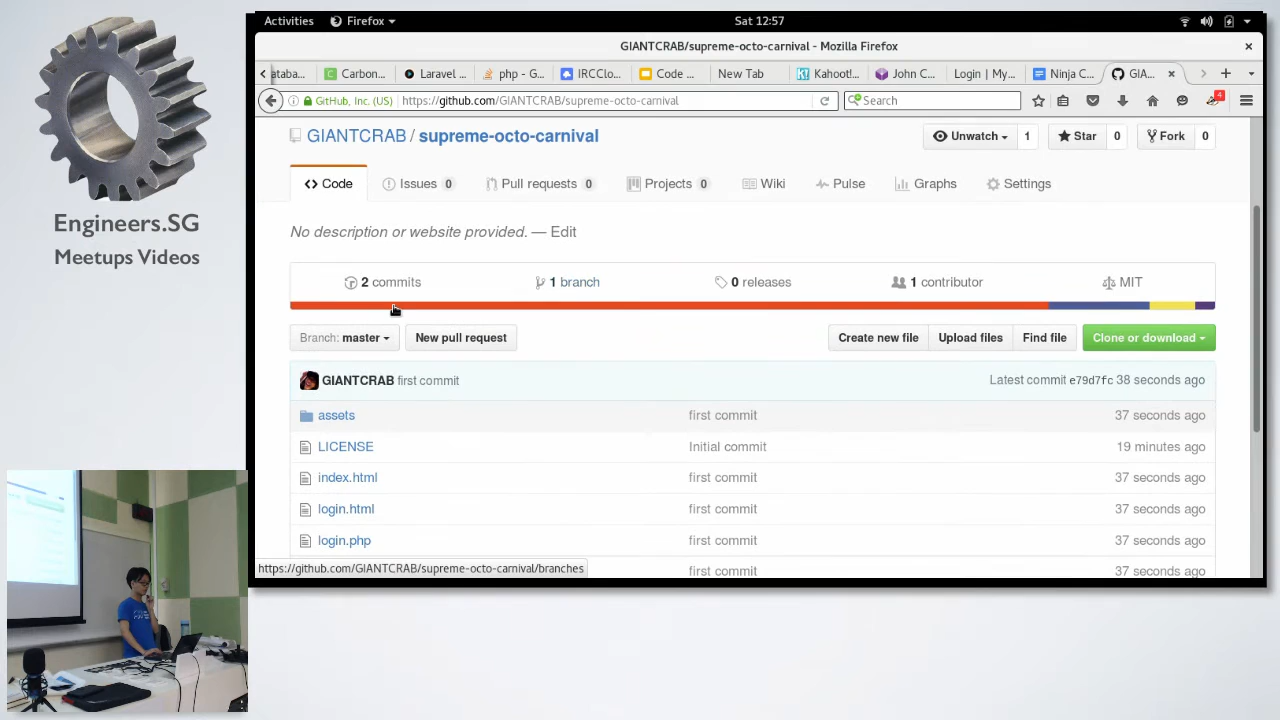 Engineers.SG
Meetups Videos
Activities
Firefox
Sat 12:57
GIANTCRAB/supreme-octo-carnival - Mozilla Firefox
ataba...
Carbon...
Laravel ...
php - G...
IRCClo...
Code ...
New Tab
Kahoot!...
John C...
Login | My...
Ninja C...
GIA...
GitHub, Inc. (US)
https://github.com/GIANTCRAB/supreme-octo-carnival
Search
4
GIANTCRAB / supreme-octo-carnival
Unwatch 1
Star 0
Fork 0
Code
Issues 0
Pull requests 0
Projects 0
Wiki
Pulse
Graphs
Settings
No description or website provided. — Edit
2 commits
1 branch
0 releases
1 contributor
MIT
Branch: master
New pull request
Create new file
Upload files
Find file
Clone or download
GIANTCRAB first commit
Latest commit e79d7fc 38 seconds ago
assets first commit 37 seconds ago
LICENSE Initial commit 19 minutes ago
index.html first commit 37 seconds ago
login.html first commit 37 seconds ago
login.php first commit 37 seconds ago
first commit 37 seconds ago
https://github.com/GIANTCRAB/supreme-octo-carnival/branches